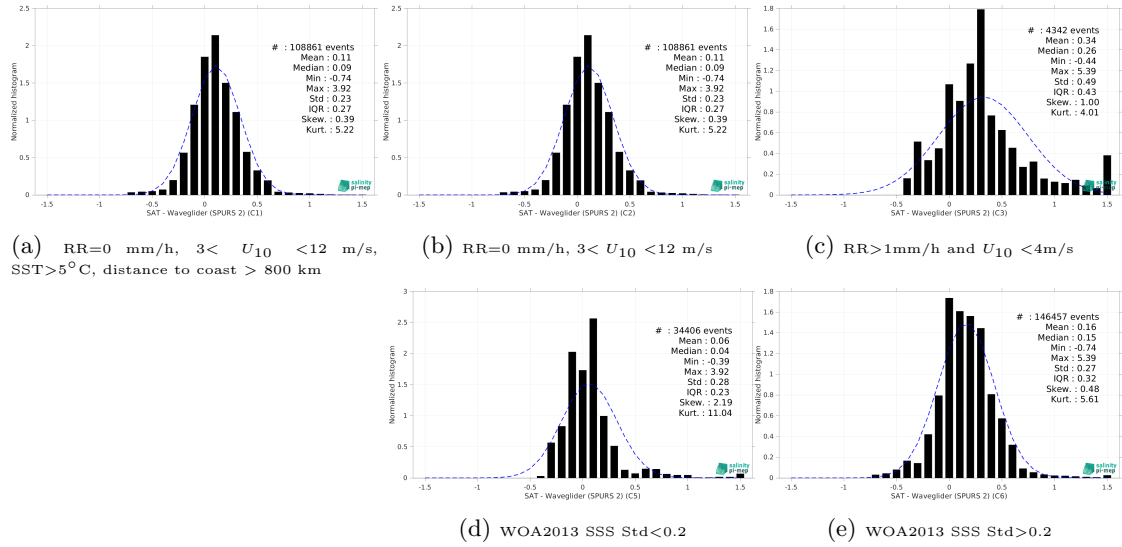 2.5
2
1.5
1
0.5
0
Normalized histogram
# : 108861 events
Mean : 0.11
Median : 0.09
Min : -0.74
Max : 3.92
Std : 0.23
IQR : 0.27
Skew. : 0.39
Kurt. : 5.22
salinity
pi-mep
-1.5 -1 -0.5 0 0.5 1 1.5
SAT - Waveglider (SPURS 2) (C1)
(a) RR=0 mm/h, 3< U10 <12 m/s,
SST>5°C, distance to coast > 800 km
2.5
2
1.5
1
0.5
0
Normalized histogram
# : 108861 events
Mean : 0.11
Median : 0.09
Min : -0.74
Max : 3.92
Std : 0.23
IQR : 0.27
Skew. : 0.39
Kurt. : 5.22
salinity
pi-mep
-1.5 -1 -0.5 0 0.5 1 1.5
SAT - Waveglider (SPURS 2) (C2)
(b) RR=0 mm/h, 3< U10 <12 m/s
1.8
1.6
1.4
1.2
1
0.8
0.6
0.4
0.2
0
Normalized histogram
# : 4342 events
Mean : 0.34
Median : 0.26
Min : -0.44
Max : 5.39
Std : 0.49
IQR : 0.43
Skew. : 1.00
Kurt. : 4.01
salinity
pi-mep
-1.5 -1 -0.5 0 0.5 1 1.5
SAT - Waveglider (SPURS 2) (C3)
(c) RR>1mm/h and U10 <4m/s
3
2.5
2
1.5
1
0.5
0
Normalized histogram
# : 34406 events
Mean : 0.06
Median : 0.04
Min : -0.39
Max : 3.92
Std : 0.28
IQR : 0.23
Skew. : 2.19
Kurt. : 11.04
salinity
pi-mep
-1.5 -1 -0.5 0 0.5 1 1.5
SAT - Waveglider (SPURS 2) (C5)
(d) WOA2013 SSS Std<0.2
1.8
1.6
1.4
1.2
1
0.8
0.6
0.4
0.2
0
Normalized histogram
# : 146457 events
Mean : 0.16
Median : 0.15
Min : -0.74
Max : 5.39
Std : 0.27
IQR : 0.32
Skew. : 0.48
Kurt. : 5.61
salinity
pi-mep
-1.5 -1 -0.5 0 0.5 1 1.5
SAT - Waveglider (SPURS 2) (C6)
(e) WOA2013 SSS Std>0.2